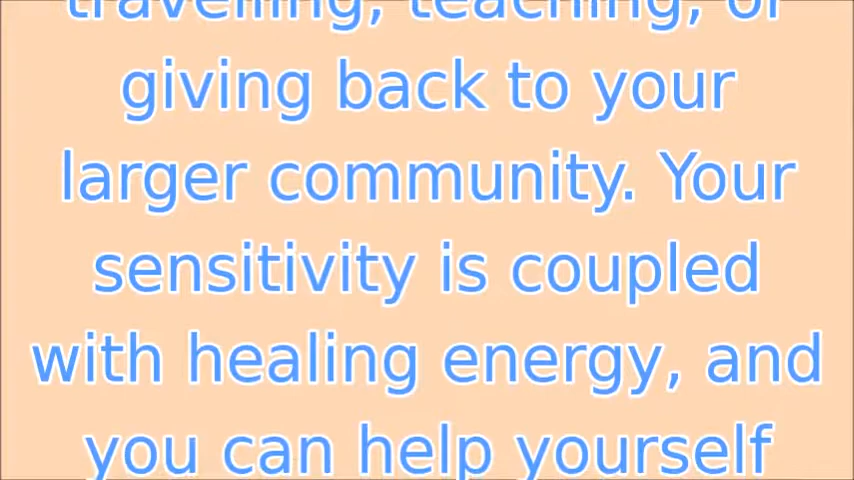 travelling, teaching, or
giving back to your
larger community. Your
sensitivity is coupled
with healing energy, and
you can help yourself